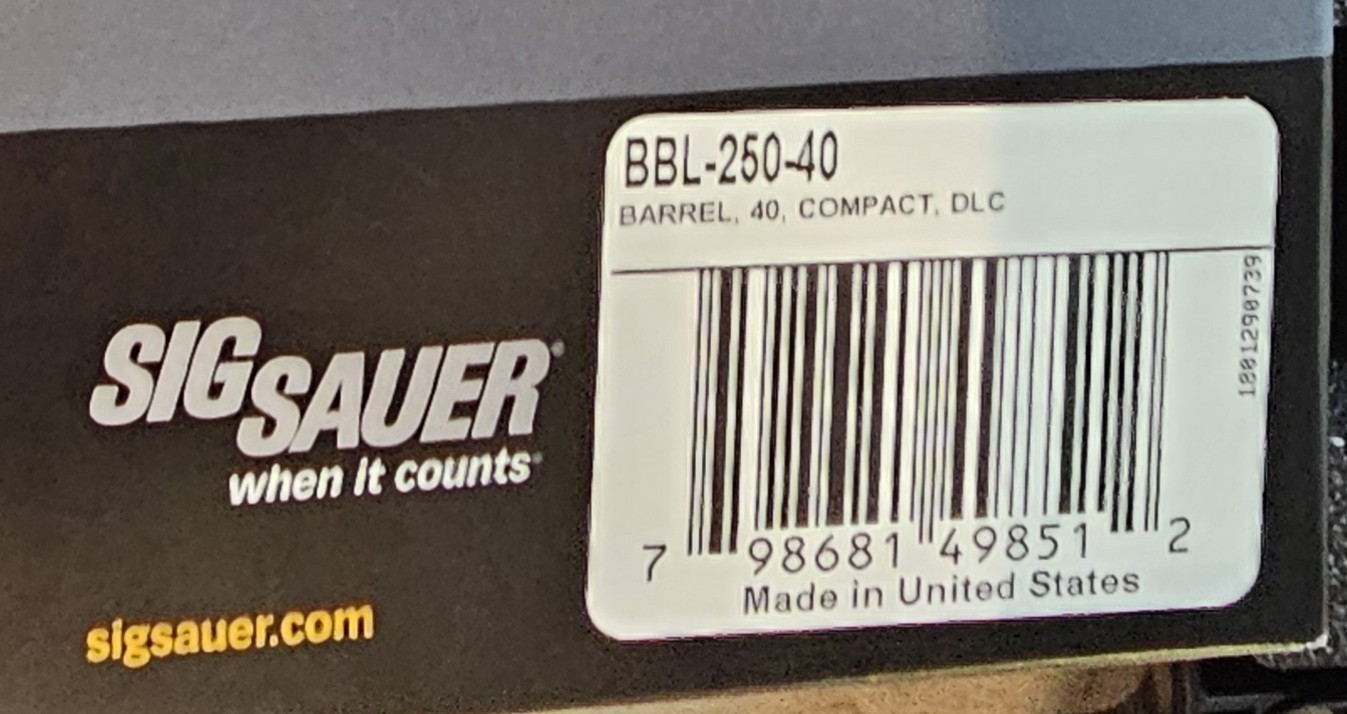 BBL-250-40
BARREL, 40, COMPACT, DLC
1801290739
SIGSAUER®
when it counts
sigsauer.com
7 98681 49851 2
Made in United States